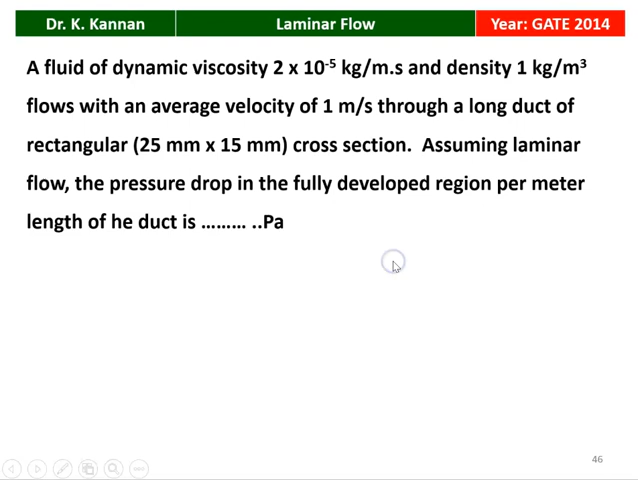 Dr. K. Kannan Laminar Flow Year: GATE 2014
A fluid of dynamic viscosity 2 x 10⁻⁵ kg/m.s and density 1 kg/m³
flows with an average velocity of 1 m/s through a long duct of
rectangular (25 mm x 15 mm) cross section. Assuming laminar
flow, the pressure drop in the fully developed region per meter
length of he duct is ……… ..Pa
46